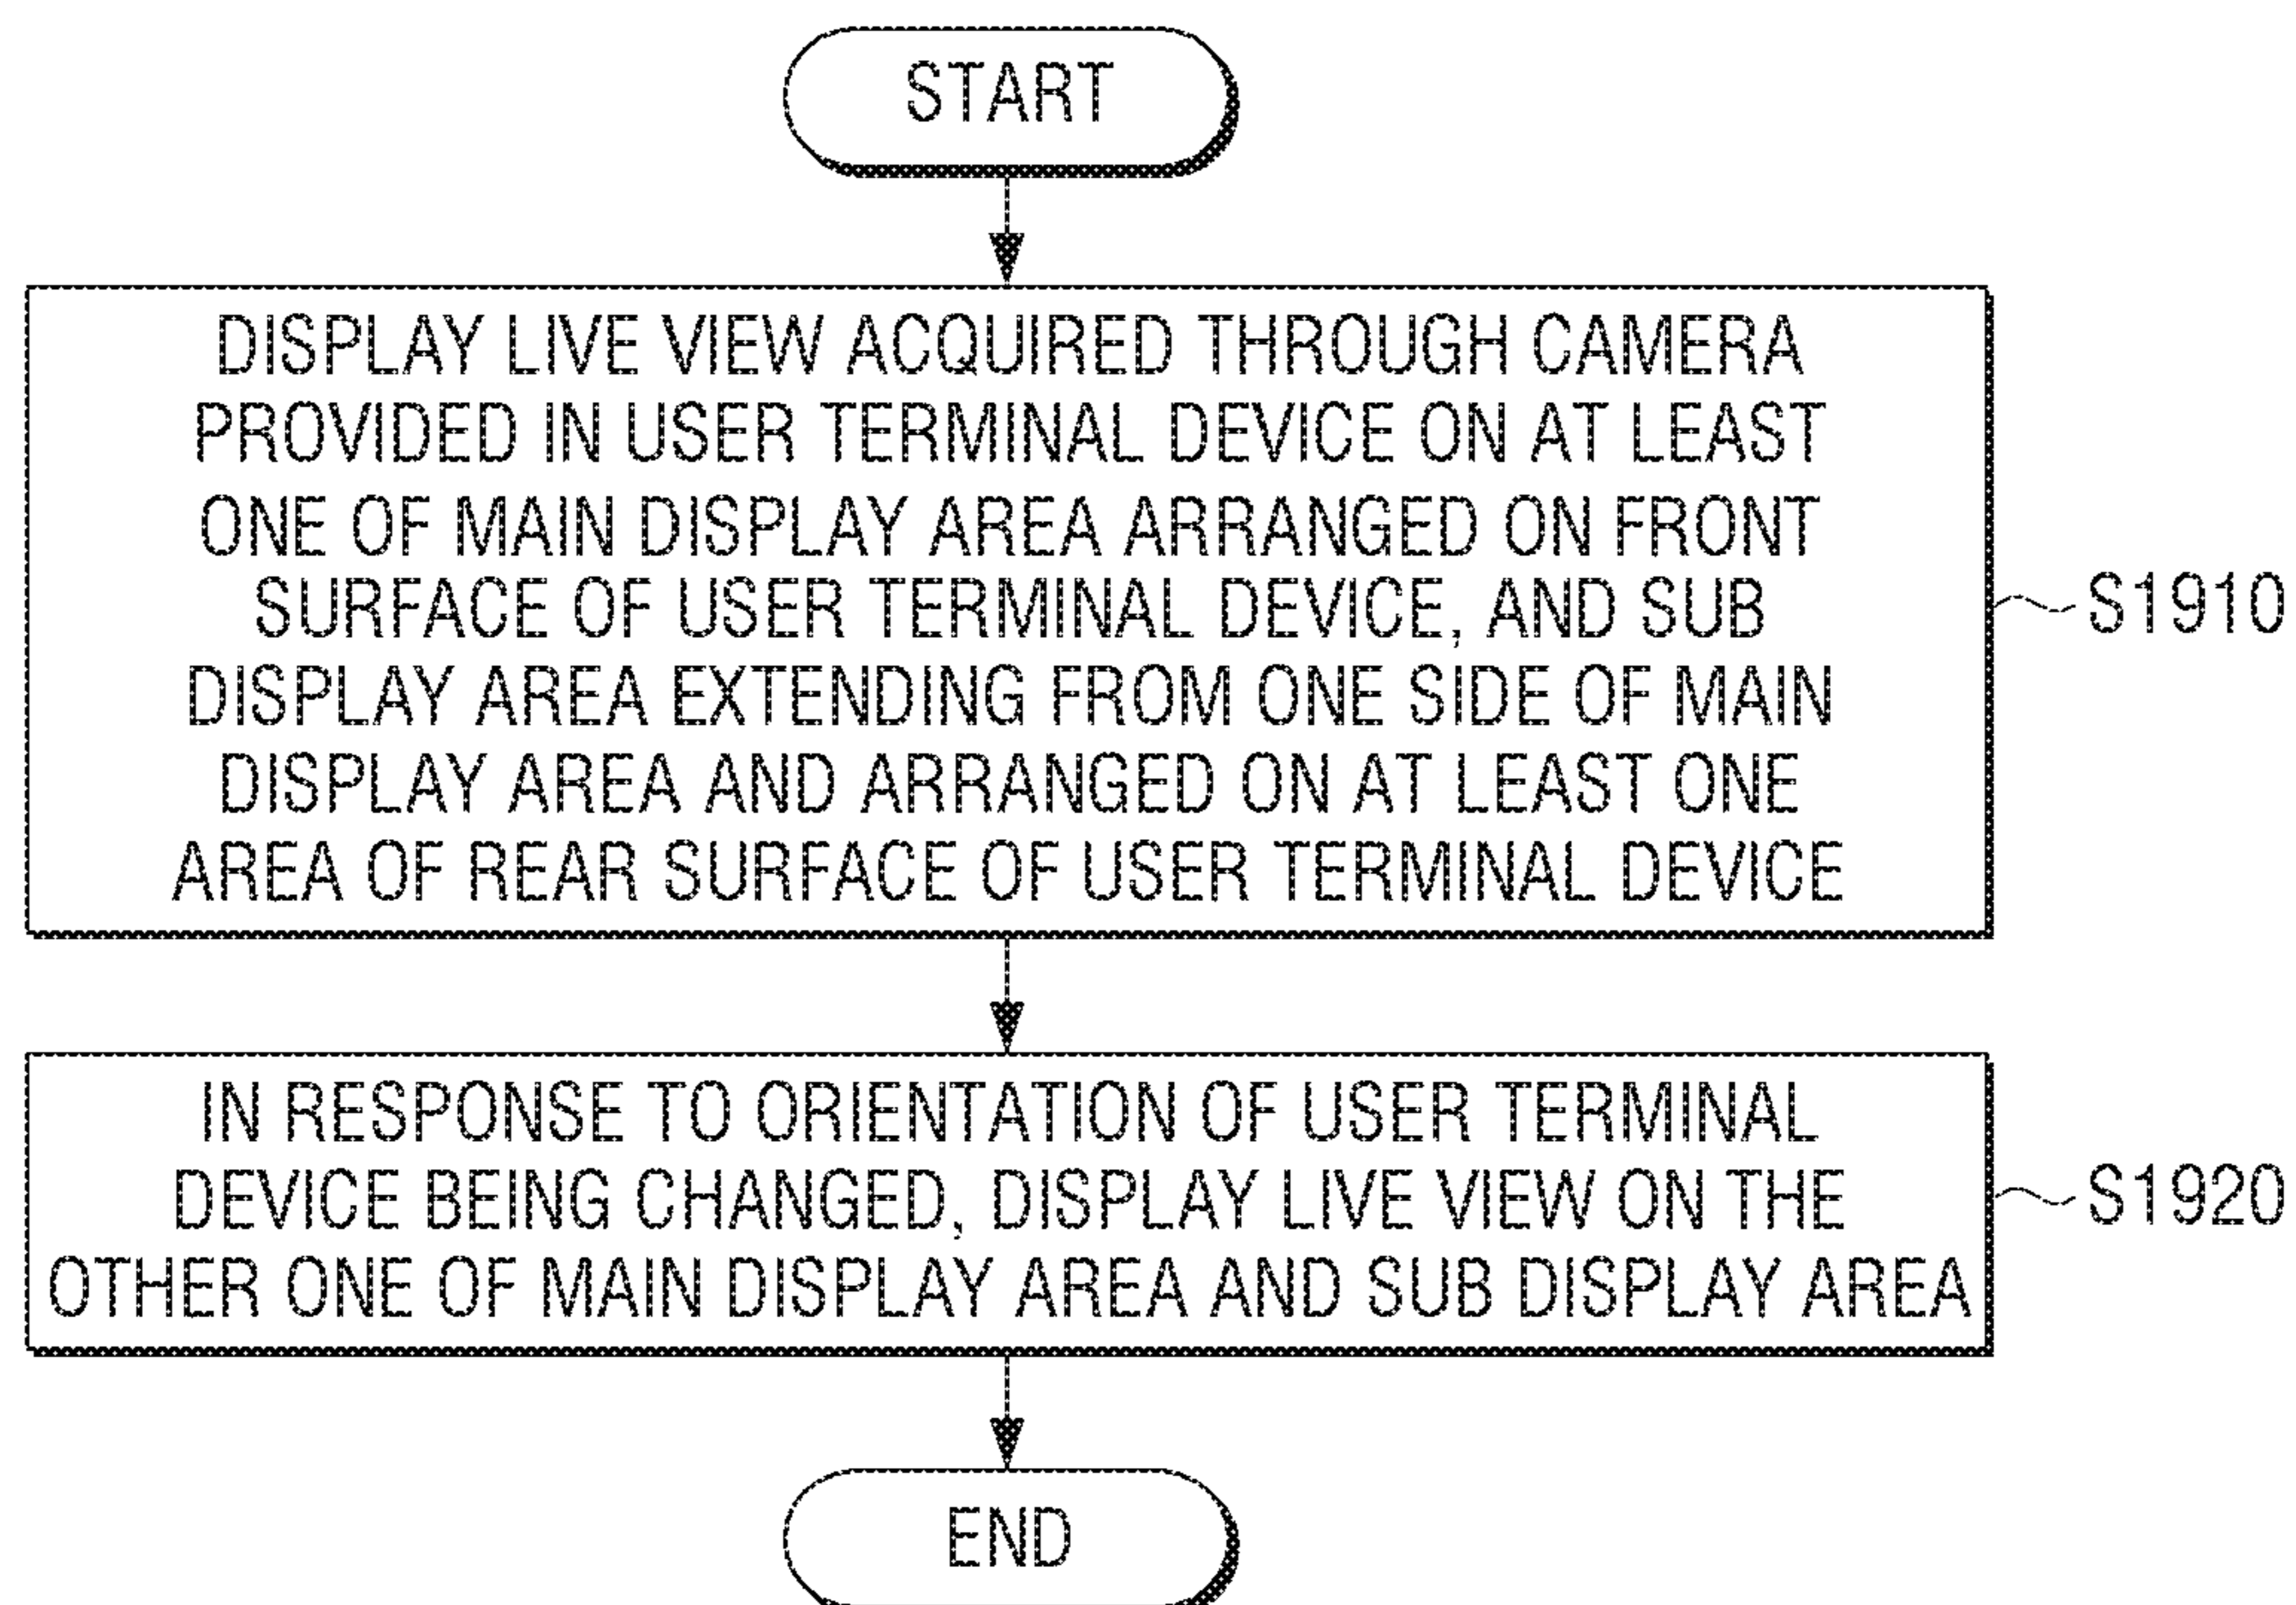 START
DISPLAY LIVE VIEW ACQUIRED THROUGH CAMERA
PROVIDED IN USER TERMINAL DEVICE ON AT LEAST
ONE OF MAIN DISPLAY AREA ARRANGED ON FRONT
SURFACE OF USER TERMINAL DEVICE, AND SUB
DISPLAY AREA EXTENDING FROM ONE SIDE OF MAIN
DISPLAY AREA AND ARRANGED ON AT LEAST ONE
AREA OF REAR SURFACE OF USER TERMINAL DEVICE
S1910
IN RESPONSE TO ORIENTATION OF USER TERMINAL
DEVICE BEING CHANGED, DISPLAY LIVE VIEW ON THE
OTHER ONE OF MAIN DISPLAY AREA AND SUB DISPLAY AREA
S1920
END